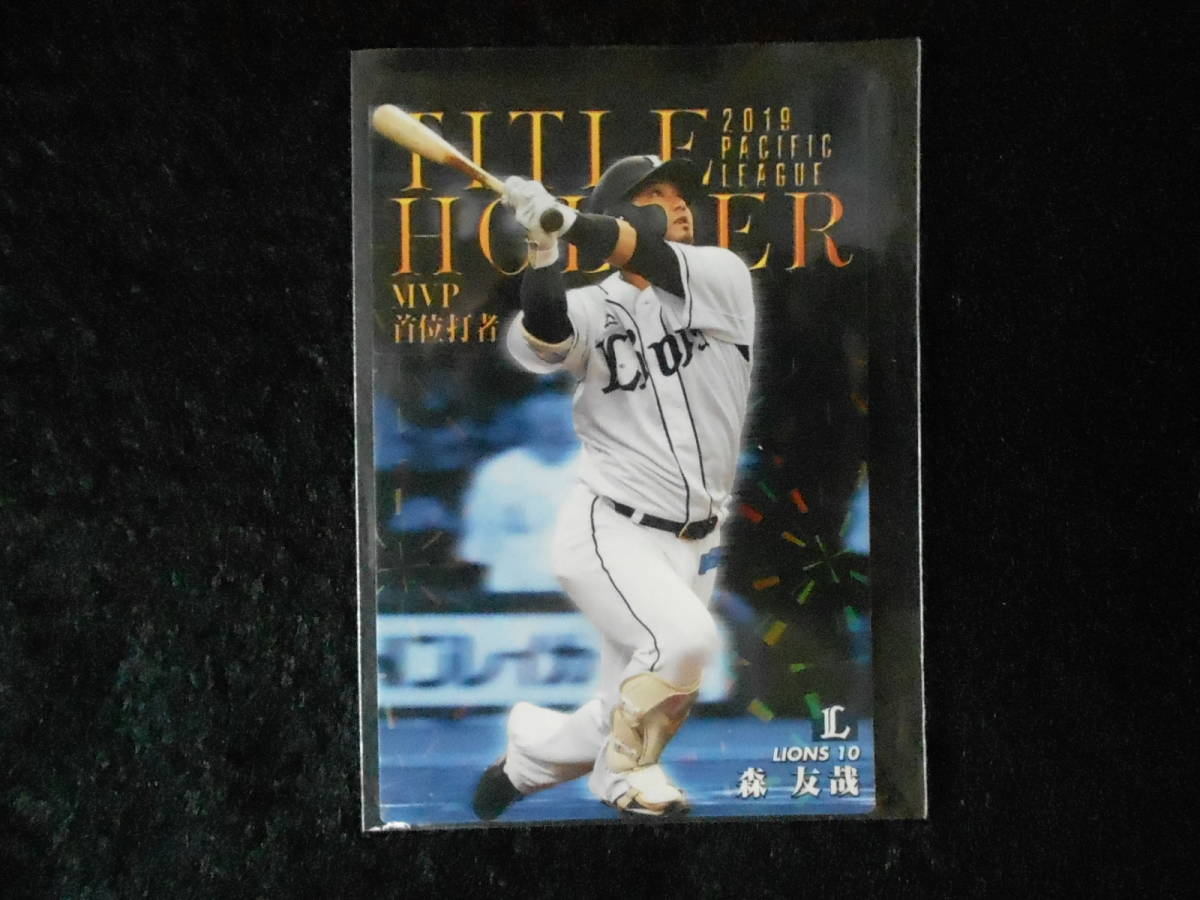 TITLE
HOLDER
2019
PACIFIC
LEAGUE
MVP
首位打者
Lions
L
LIONS 10
森 友哉